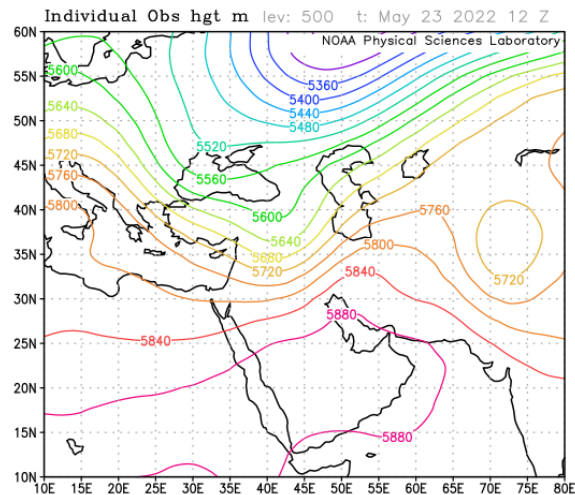 Individual Obs hgt m lev: 500 t: May 23 2022 12 Z
NOAA Physical Sciences Laboratory
60N
50N
55N
45N
40N
35N
30N
25N
20N
15N
10N
10E 15E 20E 25E 30E 35E 40E 45E 50E 55E 60E 65E 70E 75E 80E
5600
5640
5680
5720
5760
5800
5360
5400
5440
5480
5520
5560
5600
5640
5680
5720
5760
5800
5840
5720
5880
5840
5880